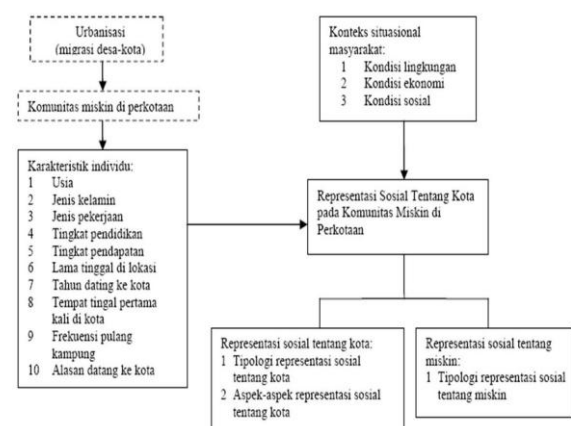 Urbanisasi
(migrasi desa-kota)
Komunitas miskin di perkotaan
Karakteristik individu:
1 Usia
2 Jenis kelamin
3 Jenis pekerjaan
4 Tingkat pendidikan
5 Tingkat pendapatan
6 Lama tinggal di lokasi
7 Tahun dating ke kota
8 Tempat tingal pertama
kali di kota
9 Frekuensi pulang
kampung
10 Alasan datang ke kota
Konteks situasional
masyarakat:
1 Kondisi lingkungan
2 Kondisi ekonomi
3 Kondisi sosial
Representasi Sosial Tentang Kota
pada Komunitas Miskin di
Perkotaan
Representasi sosial tentang kota:
1 Tipologi representasi sosial
tentang kota
2 Aspek-aspek representasi sosial
tentang kota
Representasi sosial tentang
miskin:
1 Tipologi representasi sosial
tentang miskin